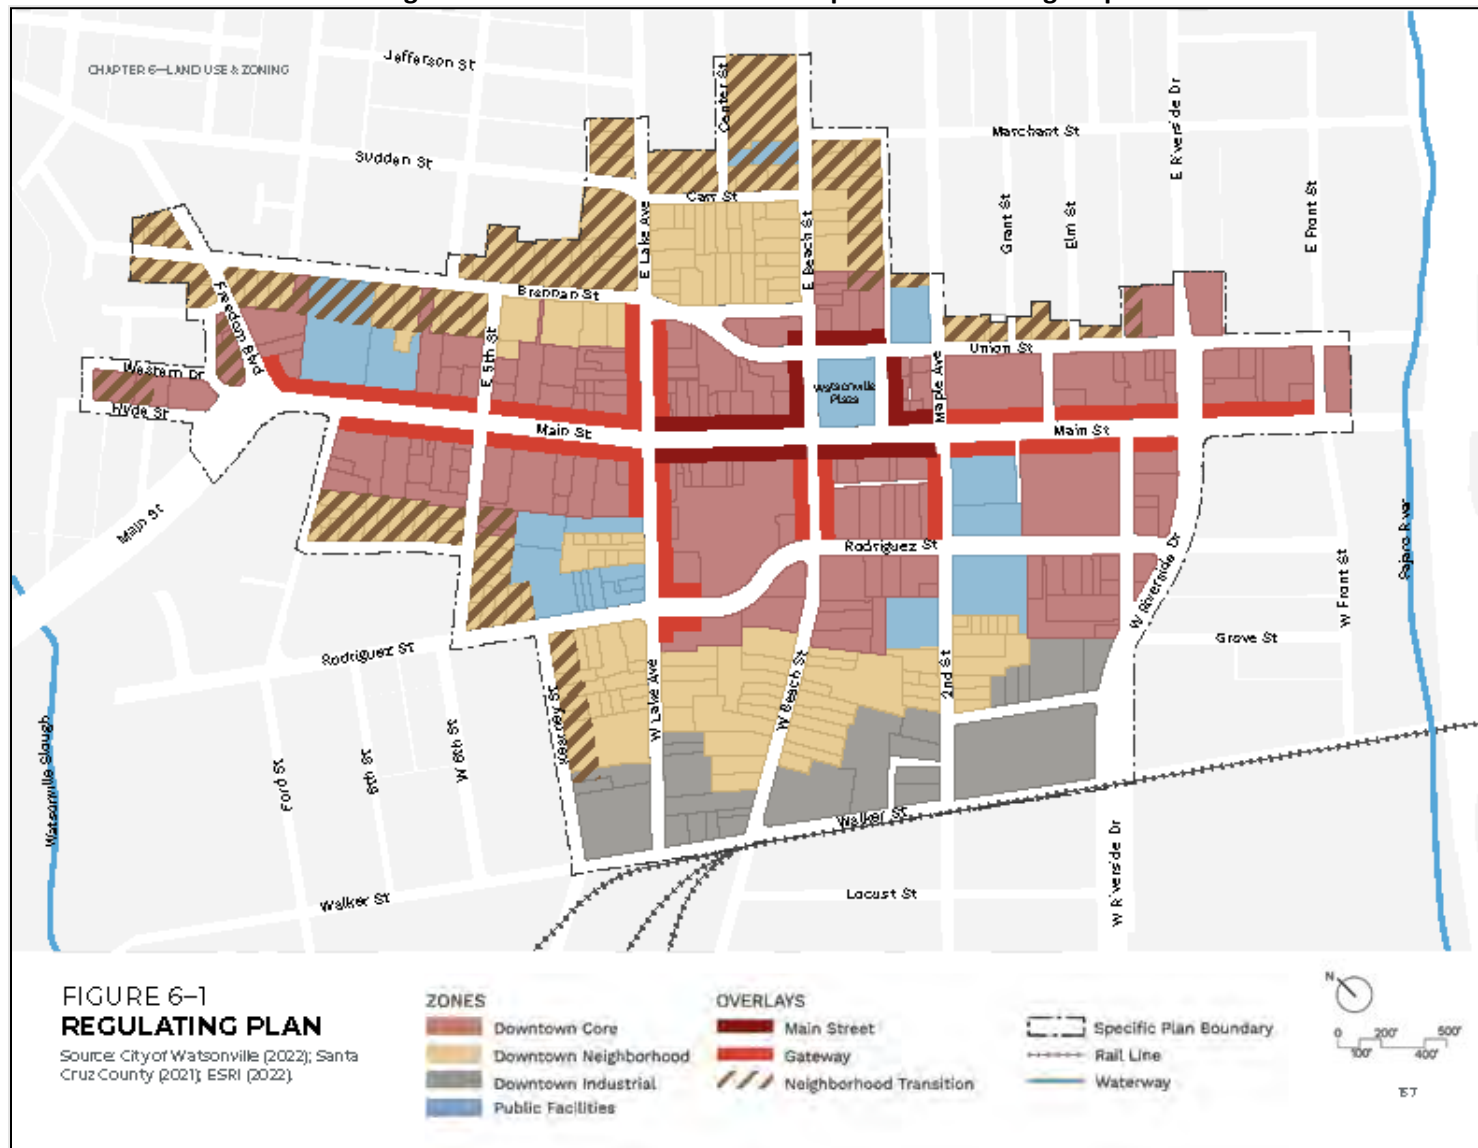 CHAPTER 6—LAND USE & ZONING
Jefferson St
Center St
Marchant St
E Riverside Dr
Sudden St
Carr St
E Lake Ave
E Beach St
Grant St
Elm St
E Front St
Brennan St
Freedom Blvd
E 5th St
Union St
Maple Ave
Western Dr
Hyde St
Watsonville
Plaza
Main St
Main St
Main St
Rodriguez St
W Riverside Dr
Pajaro River
W Front St
Grove St
Rodriguez St
Kearney St
W Lake Ave
W Beach St
2nd St
Watsonville Slough
Ford St
6th St
W 6th St
Walker St
Walker St
Locust St
W Riverside Dr
FIGURE 6–1
REGULATING PLAN
Source: City of Watsonville (2022); Santa
Cruz County (2021); ESRI (2022).
ZONES
Downtown Core
Downtown Neighborhood
Downtown Industrial
Public Facilities
OVERLAYS
Main Street
Gateway
Neighborhood Transition
Specific Plan Boundary
Rail Line
Waterway
N
0 200' 500'
100' 400'
157